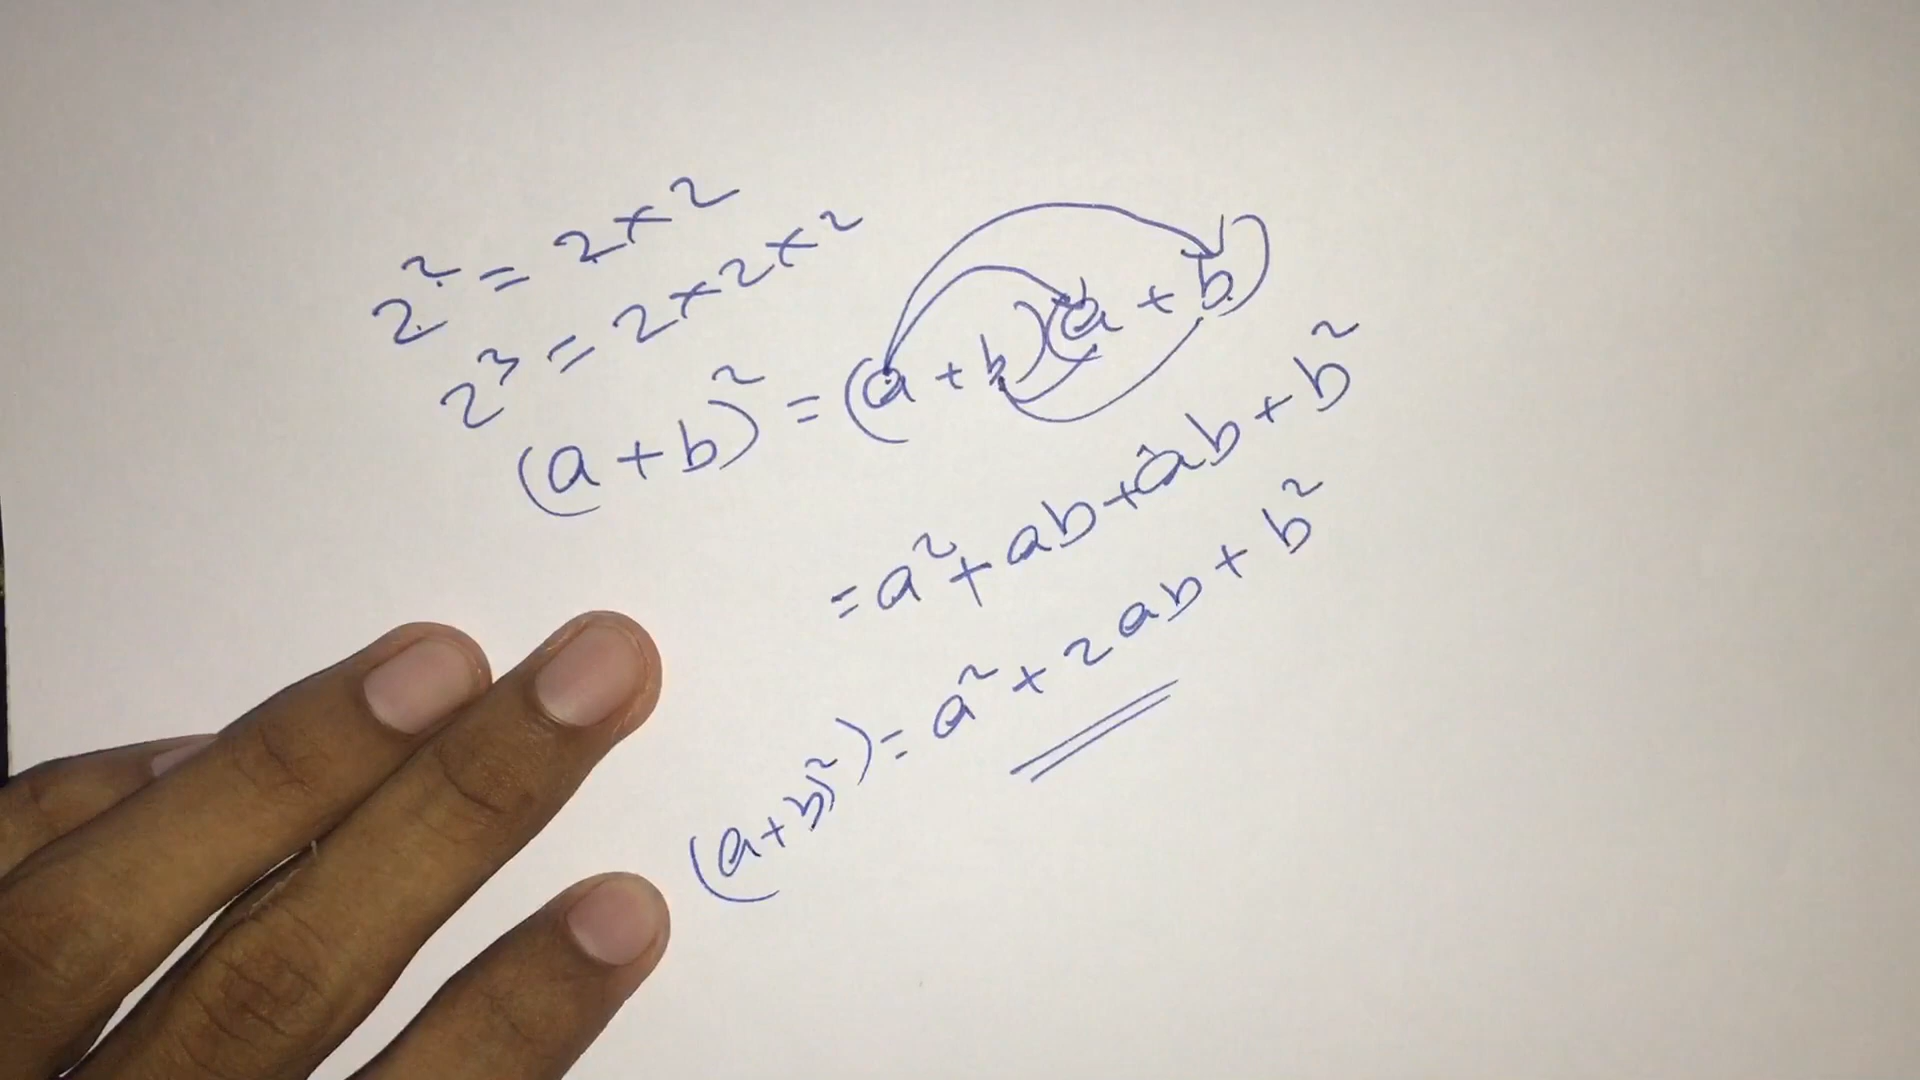 2² = 2×2
2³ = 2×2×2
(a+b)² = (a+b)(a+b)
= a²+ab+ab+b²
(a+b)²) = a²+2ab+b²